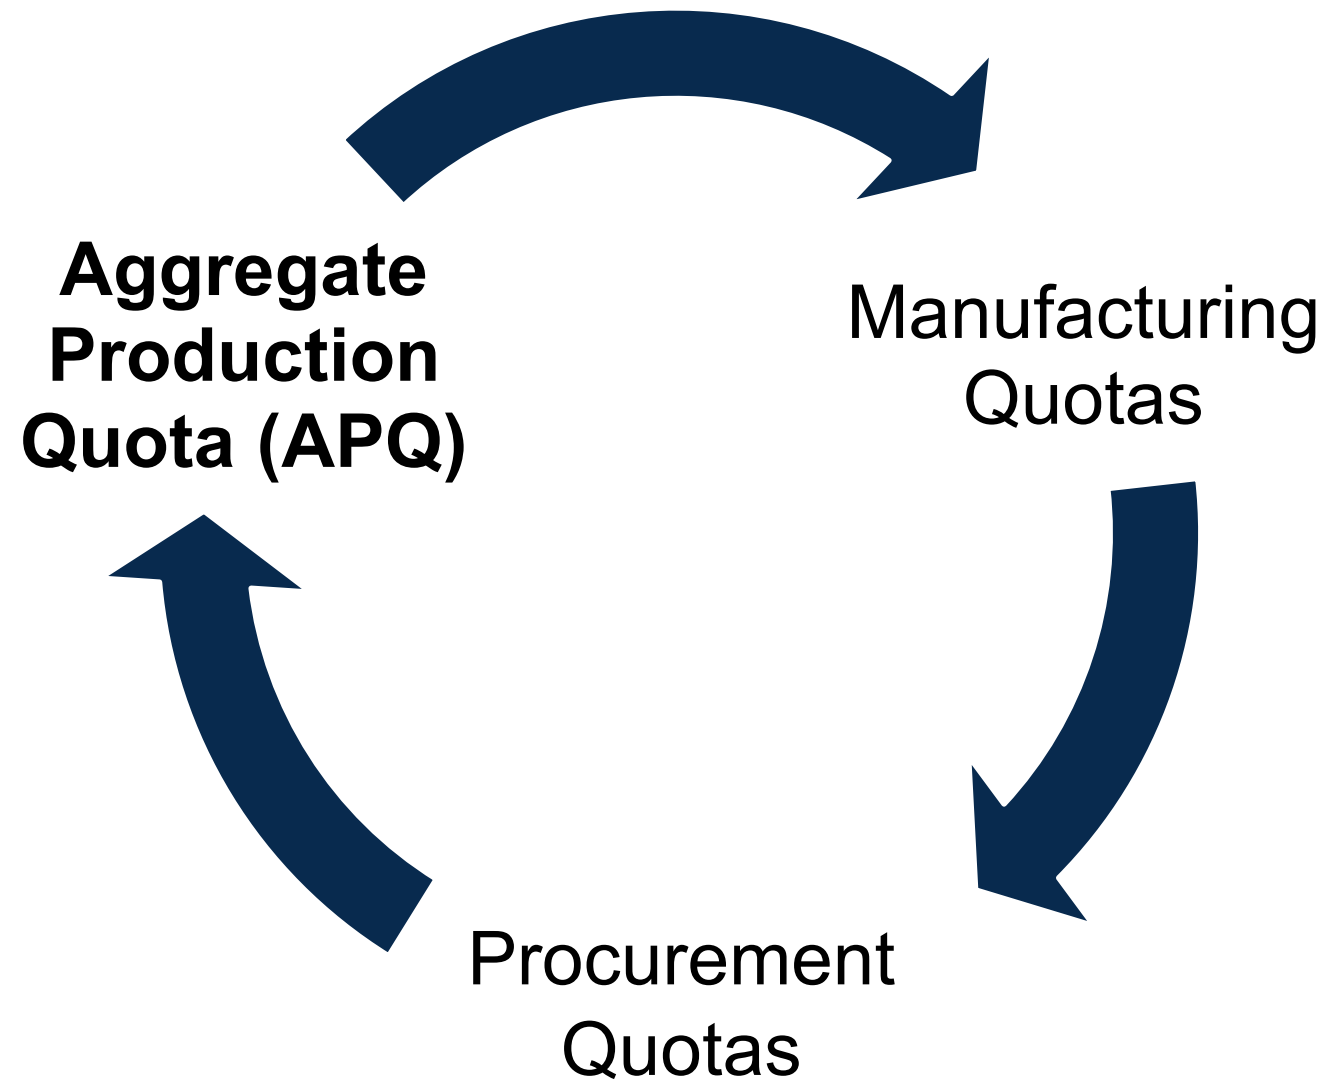 Aggregate
Production
Quota (APQ)
Manufacturing
Quotas
Procurement
Quotas